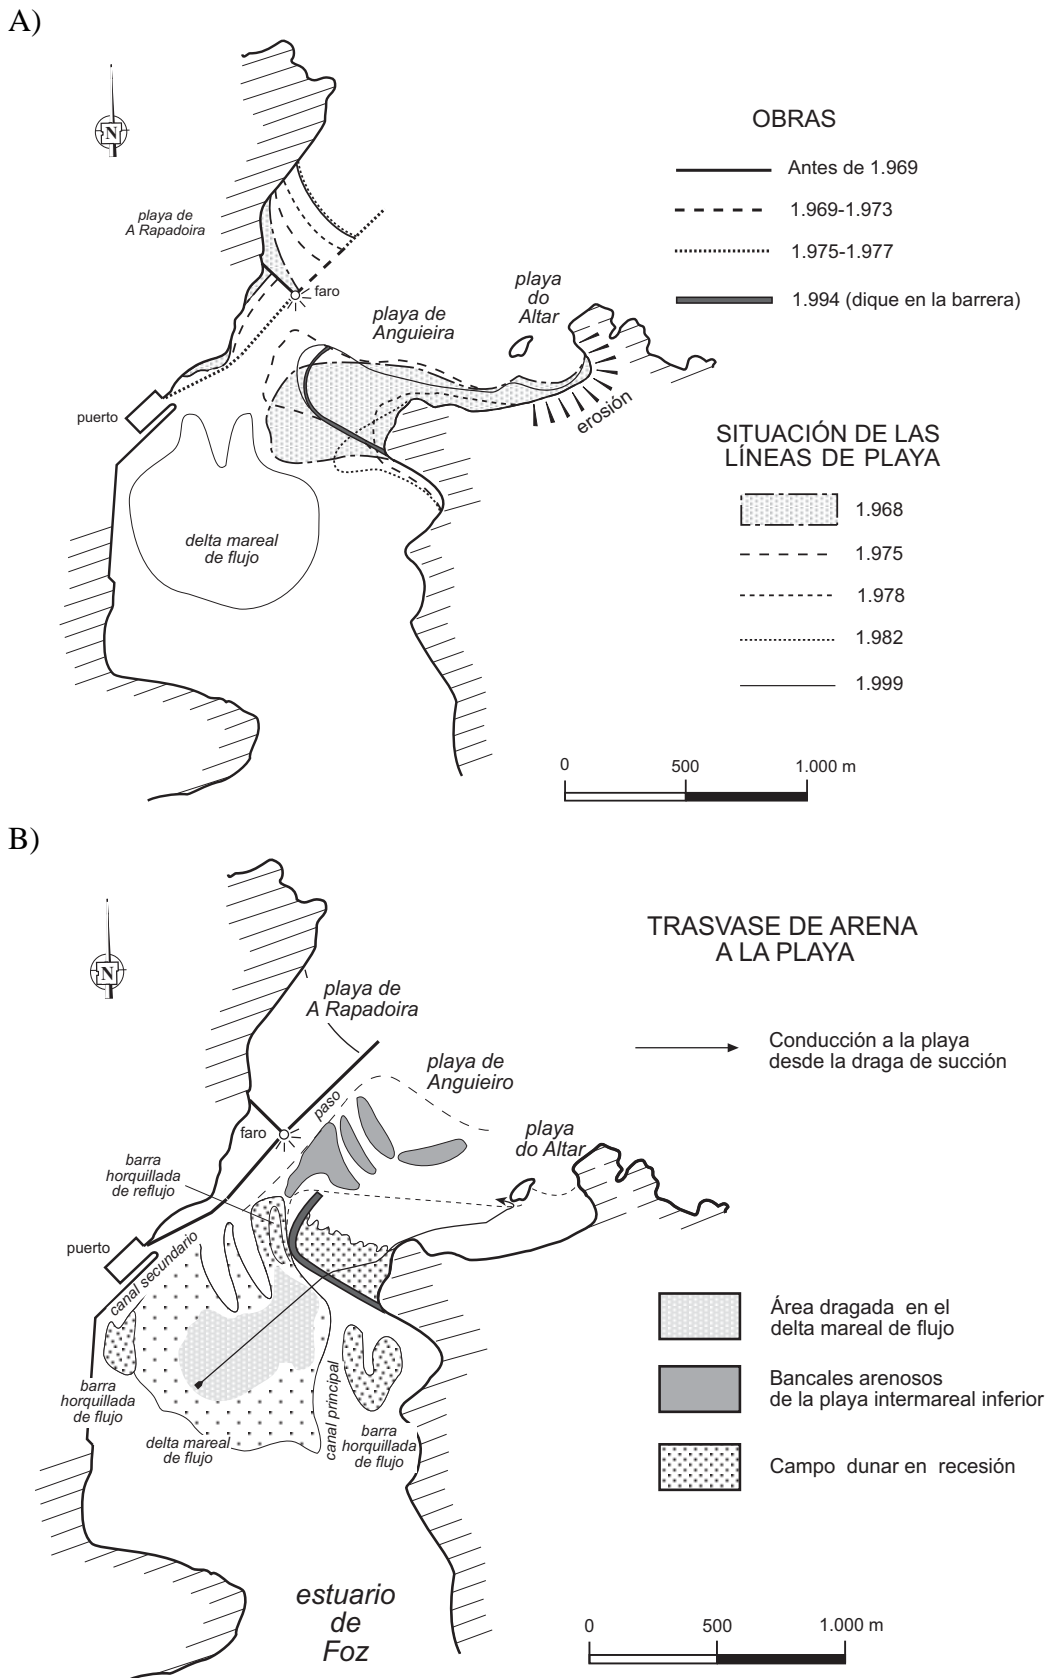 A)
N
playa de
A Rapadoira
faro
puerto
playa de
Anguieira
playa
do
Altar
erosión
delta mareal
de flujo
OBRAS
Antes de 1.969
1.969-1.973
1.975-1.977
1.994 (dique en la barrera)
SITUACIÓN DE LAS
LÍNEAS DE PLAYA
1.968
1.975
1.978
1.982
1.999
0 500 1.000 m
B)
N
playa de
A Rapadoira
playa de
Anguieiro
paso
faro
playa
do Altar
barra
horquillada
de reflujo
puerto
canal secundario
barra
horquillada
de flujo
delta mareal
de flujo
canal principal
barra
horquillada
de flujo
estuario
de
Foz
TRASVASE DE ARENA
A LA PLAYA
Conducción a la playa
desde la draga de succión
Área dragada en el
delta mareal de flujo
Bancales arenosos
de la playa intermareal inferior
Campo dunar en recesión
0 500 1.000 m